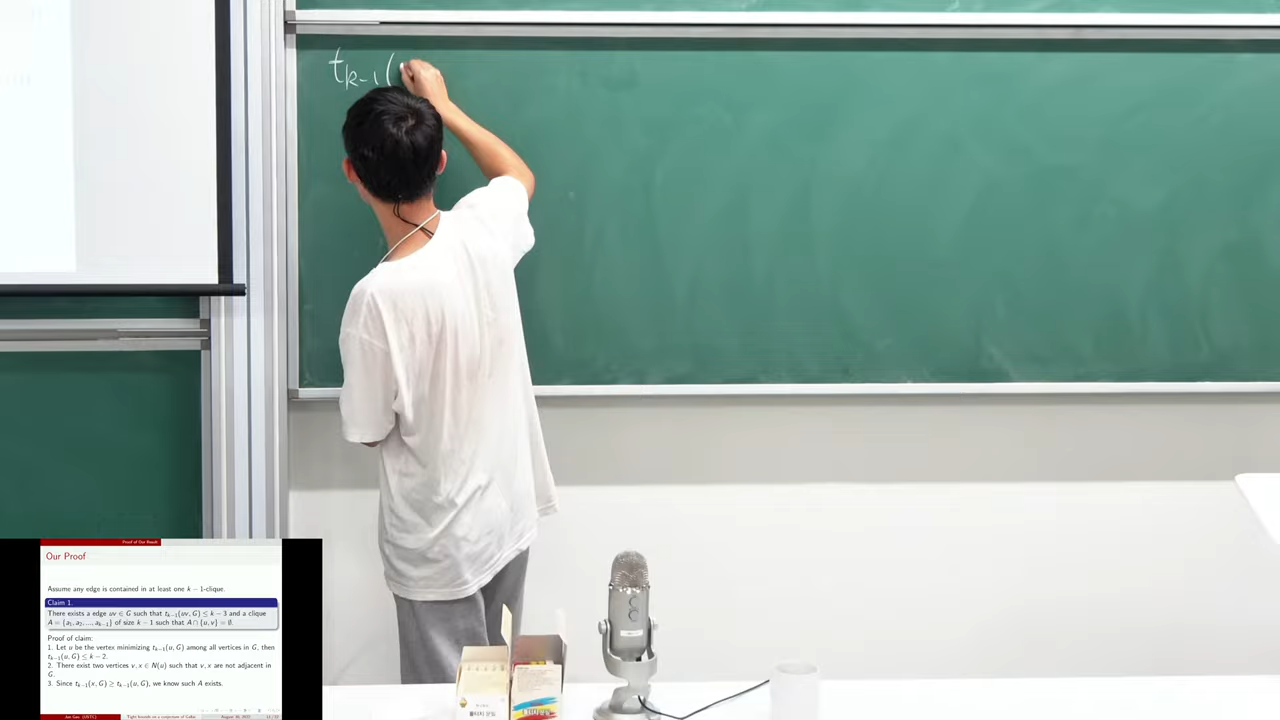 t_{k-1}(
Proof of Our Result
Our Proof
Assume any edge is contained in at least one k − 1-clique.
Claim 1.
There exists a edge uv ∈ G such that t_{k−1}(uv, G) ≤ k − 3 and a clique
A = {a_1, a_2, ..., a_{k−1}} of size k − 1 such that A ∩ {u, v} = ∅.
Proof of claim:
1. Let u be the vertex minimizing t_{k−1}(u, G) among all vertices in G, then
t_{k−1}(u, G) ≤ k − 2.
2. There exist two vertices v, x ∈ N(u) such that v, x are not adjacent in
G.
3. Since t_{k−1}(x, G) ≥ t_{k−1}(u, G), we know such A exists.